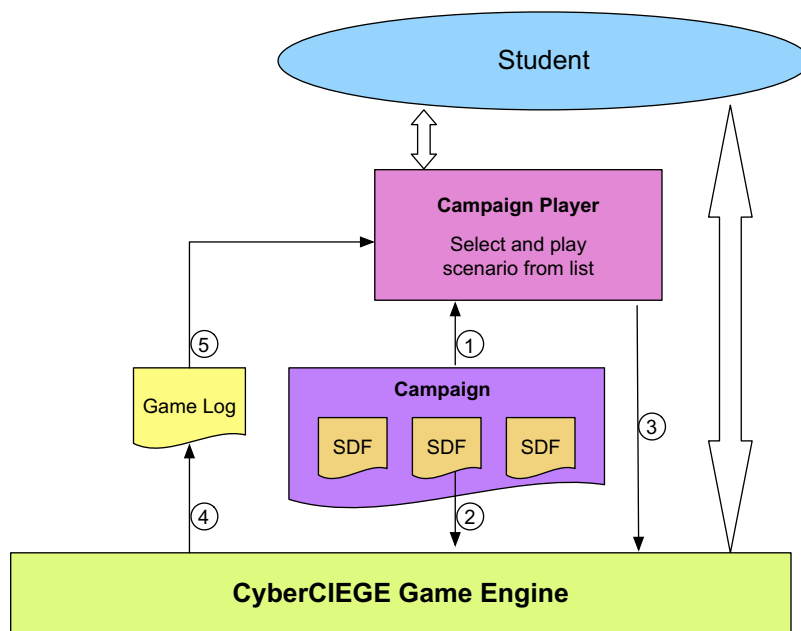 Student
Campaign Player
Select and play
scenario from list
5
1
Campaign
Game Log
SDF
SDF
SDF
3
4
2
CyberCIEGE Game Engine